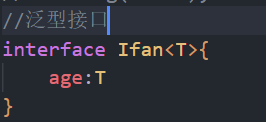 //泛型接口
interface Ifan<T>{
    age:T
}